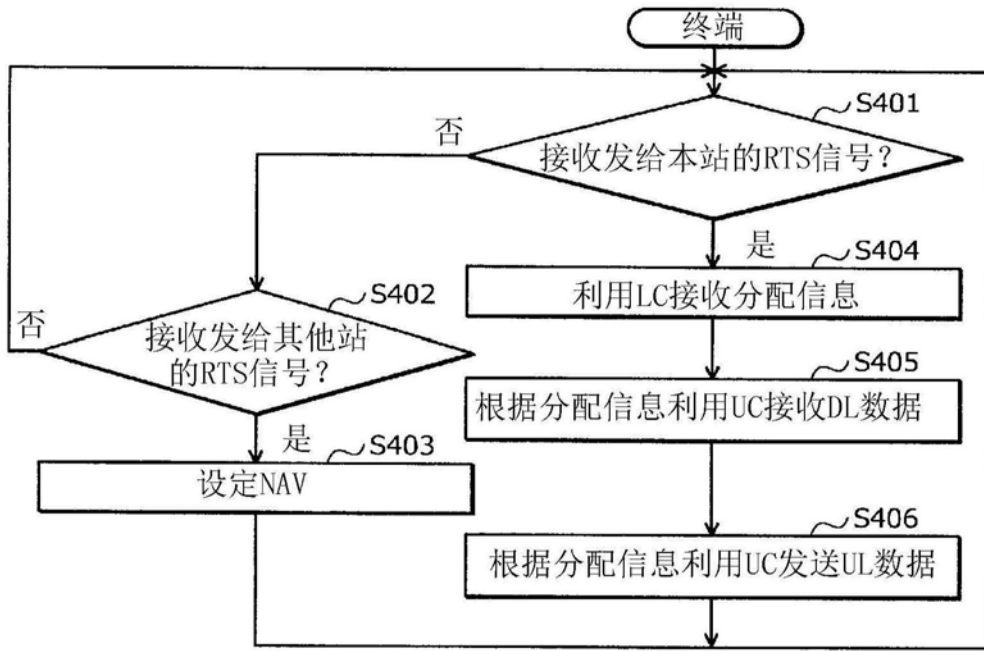 终端
S401
否
接收发给本站的RTS信号?
是
S404
利用LC接收分配信息
S402
否
接收发给其他站
的RTS信号?
S405
根据分配信息利用UC接收DL数据
是
S403
设定NAV
S406
根据分配信息利用UC发送UL数据